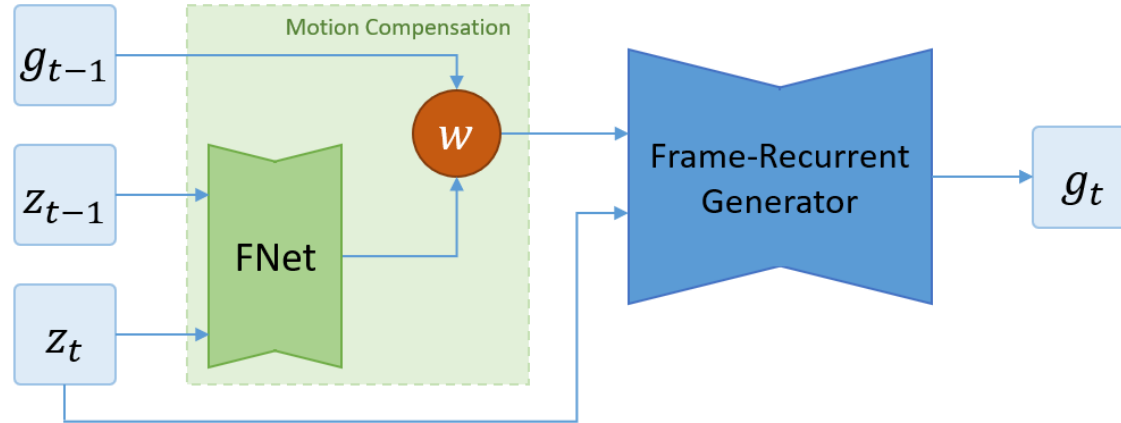 Motion Compensation
g_{t−1}
w
z_{t−1}
FNet
z_t
Frame-Recurrent
Generator
g_t